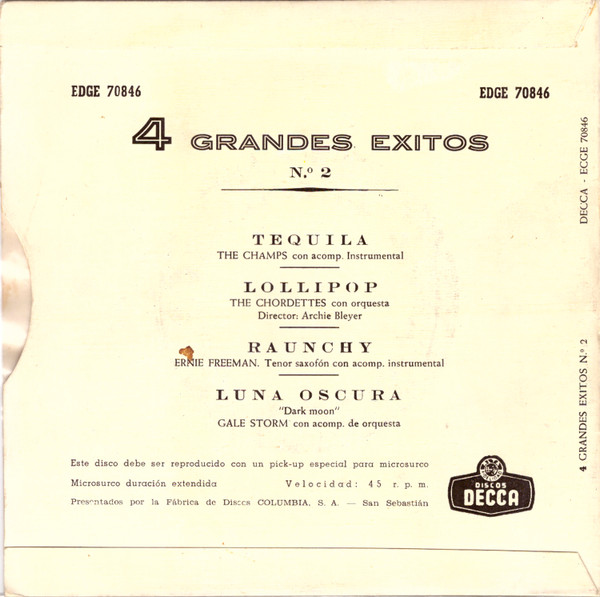 EDGE 70846
EDGE 70846
4 GRANDES EXITOS
N.º 2
TEQUILA
THE CHAMPS con acomp. Instrumental
LOLLIPOP
THE CHORDETTES con orquesta
Director: Archie Bleyer
RAUNCHY
ERNIE FREEMAN. Tenor saxofón con acomp. instrumental
LUNA OSCURA
"Dark moon"
GALE STORM con acomp. de orquesta
Este disco debe ser reproducido con un pick-up especial para microsurco
Microsurco duración extendida Velocidad: 45 r. p. m.
Presentados por la Fábrica de Discos COLUMBIA, S. A. — San Sebastián
DISCOS
DECCA
DECCA - ECGE 70846
4 GRANDES EXITOS N.º 2